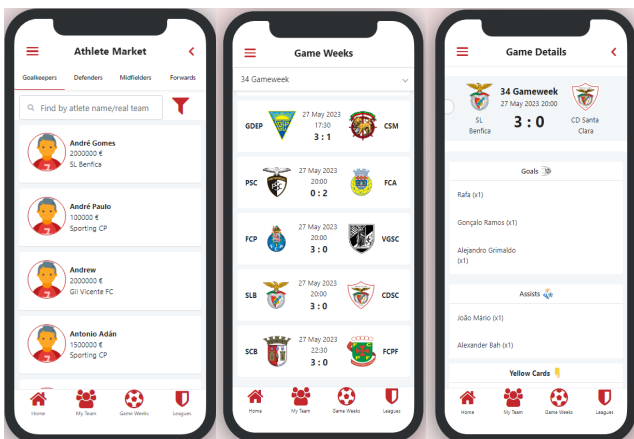 Athlete Market
Goalkeepers Defenders Midfielders Forwards
Find by atlete name/real team
André Gomes
2000000 €
SL Benfica
André Paulo
100000 €
Sporting CP
Andrew
2000000 €
Gil Vicente FC
Antonio Adán
1500000 €
Sporting CP
Home My Team Game Weeks Leagues
Game Weeks
34 Gameweek
27 May 2023
17:30
GDEP 3 : 1 CSM
27 May 2023
20:00
PSC 0 : 2 FCA
27 May 2023
20:00
FCP 3 : 0 VGSC
27 May 2023
20:00
SLB 3 : 0 CDSC
27 May 2023
22:30
SCB 3 : 0 FCPF
Home My Team Game Weeks Leagues
Game Details
34 Gameweek
27 May 2023 20:00
SL Benfica 3 : 0 CD Santa Clara
Goals
Rafa (x1)
Gonçalo Ramos (x1)
Alejandro Grimaldo
(x1)
Assists
João Mário (x1)
Alexander Bah (x1)
Yellow Cards
Home My Team Game Weeks Leagues